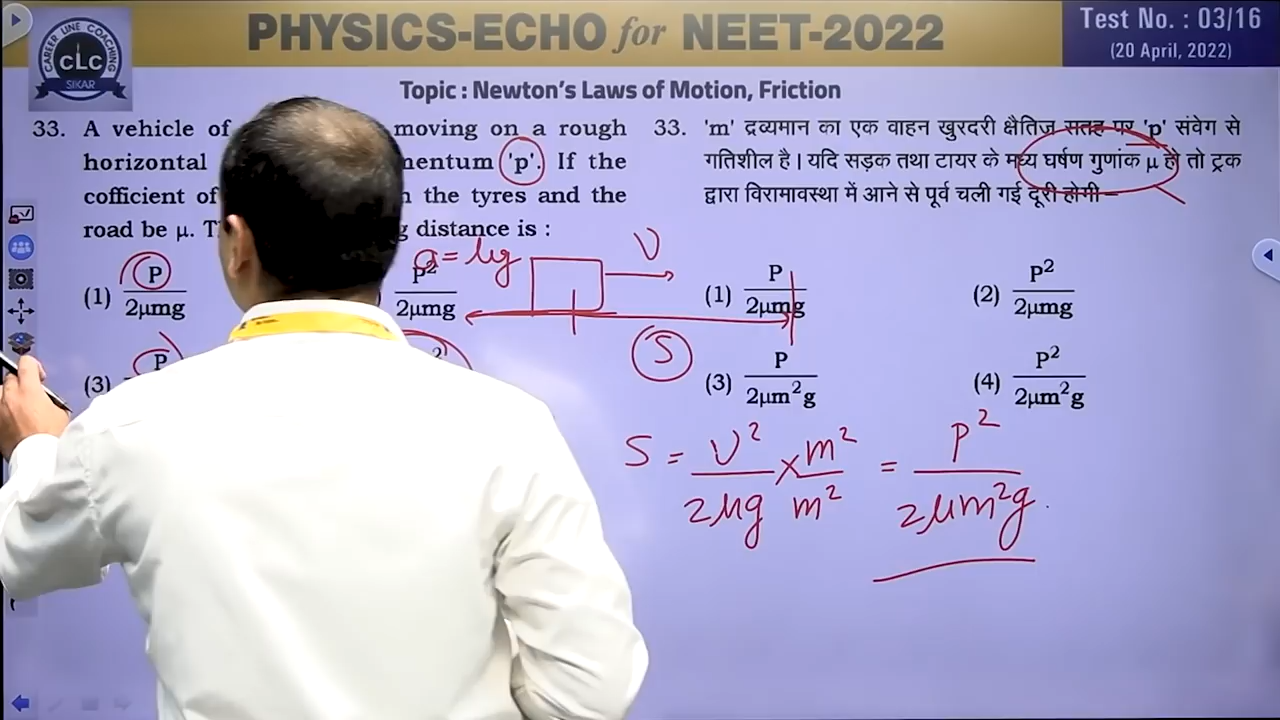 PHYSICS-ECHO for NEET-2022
Test No. : 03/16
(20 April, 2022)
CAREER LINE COACHING
CLC
SIKAR
Topic : Newton's Laws of Motion, Friction
33. A vehicle of moving on a rough
horizontal 'p'. If the
cofficient of the tyres and the
road be μ. distance is :
(1) P / 2μmg
P² / 2μmg
(3) P
a = μg
V
S
33. 'm' द्रव्यमान का एक वाहन खुरदरी क्षैतिज सतह पर 'p' संवेग से
गतिशील है। यदि सड़क तथा टायर के मध्य घर्षण गुणांक μ हो तो ट्रक
द्वारा विरामावस्था में आने से पूर्व चली गई दूरी होगी–
(1) P / 2μmg (2) P² / 2μmg
(3) P / 2μm²g (4) P² / 2μm²g
S = V² / 2μg × m² / m² = P² / 2μm²g